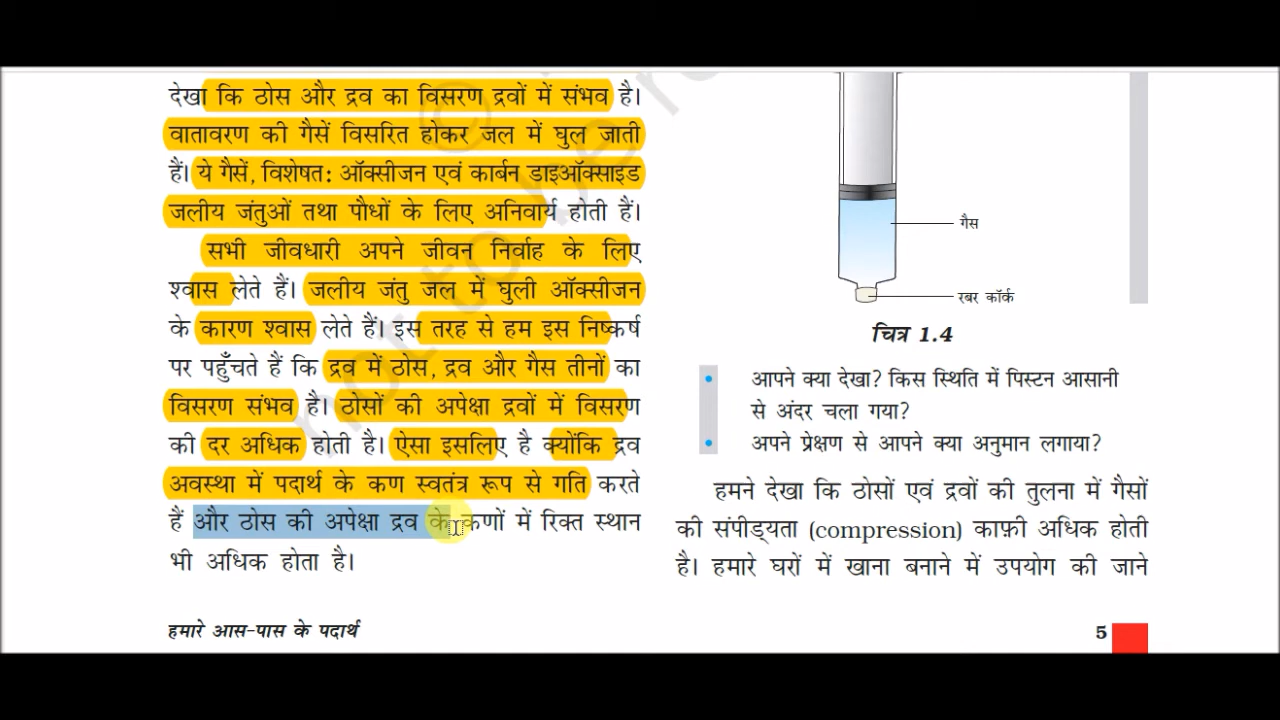 देखा कि ठोस और द्रव का विसरण द्रवों में संभव है।
वातावरण की गैसें विसरित होकर जल में घुल जाती
हैं। ये गैसें, विशेषत: ऑक्सीजन एवं कार्बन डाइऑक्साइड
जलीय जंतुओं तथा पौधों के लिए अनिवार्य होती हैं।
सभी जीवधारी अपने जीवन निर्वाह के लिए
श्वास लेते हैं। जलीय जंतु जल में घुली ऑक्सीजन
के कारण श्वास लेते हैं। इस तरह से हम इस निष्कर्ष
पर पहुँचते हैं कि द्रव में ठोस, द्रव और गैस तीनों का
विसरण संभव है। ठोसों की अपेक्षा द्रवों में विसरण
की दर अधिक होती है। ऐसा इसलिए है क्योंकि द्रव
अवस्था में पदार्थ के कण स्वतंत्र रूप से गति करते
हैं और ठोस की अपेक्षा द्रव के कणों में रिक्त स्थान
भी अधिक होता है।
हमारे आस-पास के पदार्थ
गैस
रबर कॉर्क
चित्र 1.4
• आपने क्या देखा? किस स्थिति में पिस्टन आसानी
से अंदर चला गया?
• अपने प्रेक्षण से आपने क्या अनुमान लगाया?
हमने देखा कि ठोसों एवं द्रवों की तुलना में गैसों
की संपीड्यता (compression) काफ़ी अधिक होती
है। हमारे घरों में खाना बनाने में उपयोग की जाने
5
© not to be re